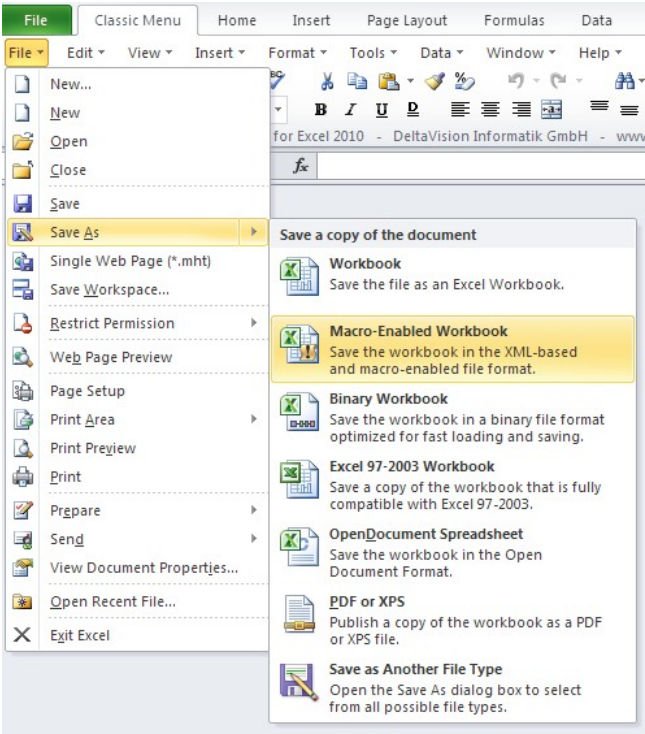 File Classic Menu Home Insert Page Layout Formulas Data
File Edit View Insert Format Tools Data Window Help
New...
B I U D
New
for Excel 2010 - DeltaVision Informatik GmbH - www
Open
Close
fx
Save
Save As
Single Web Page (*.mht)
Save Workspace...
Restrict Permission
Web Page Preview
Page Setup
Print Area
Print Preview
Print
Prepare
Send
View Document Properties...
Open Recent File...
Exit Excel
Save a copy of the document
Workbook
Save the file as an Excel Workbook.
Macro-Enabled Workbook
Save the workbook in the XML-based
and macro-enabled file format.
Binary Workbook
Save the workbook in a binary file format
optimized for fast loading and saving.
Excel 97-2003 Workbook
Save a copy of the workbook that is fully
compatible with Excel 97-2003.
OpenDocument Spreadsheet
Save the workbook in the Open
Document Format.
PDF or XPS
Publish a copy of the workbook as a PDF
or XPS file.
Save as Another File Type
Open the Save As dialog box to select
from all possible file types.